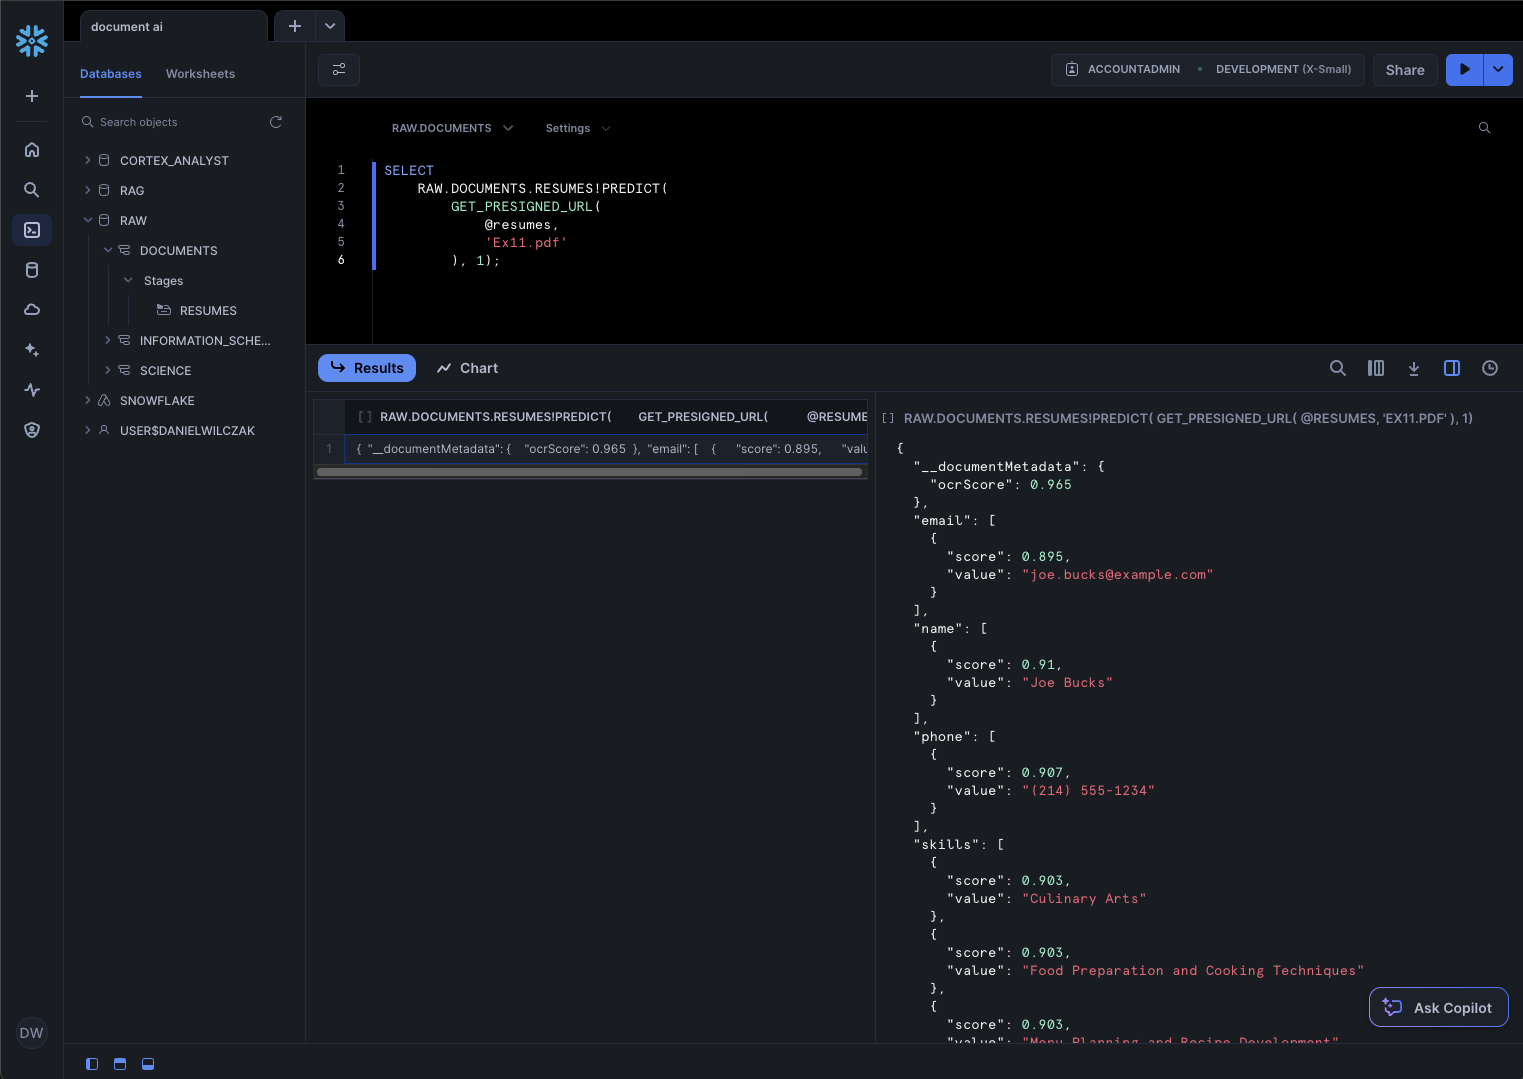 document ai
Databases
Worksheets
ACCOUNTADMIN
DEVELOPMENT (X-Small)
Share
Search objects
CORTEX_ANALYST
RAG
RAW
DOCUMENTS
Stages
RESUMES
INFORMATION_SCHE...
SCIENCE
SNOWFLAKE
USER$DANIELWILCZAK
DW
RAW.DOCUMENTS
Settings
1 SELECT
2 RAW.DOCUMENTS.RESUMES!PREDICT(
3 GET_PRESIGNED_URL(
4 @resumes,
5 'Ex11.pdf'
6 ), 1);
Results
Chart
[ ] RAW.DOCUMENTS.RESUMES!PREDICT( GET_PRESIGNED_URL( @RESUME
1 { "__documentMetadata": { "ocrScore": 0.965 }, "email": [ { "score": 0.895, "valu
[ ] RAW.DOCUMENTS.RESUMES!PREDICT( GET_PRESIGNED_URL( @RESUMES, 'EX11.PDF' ), 1)
{
"__documentMetadata": {
"ocrScore": 0.965
},
"email": [
{
"score": 0.895,
"value": "joe.bucks@example.com"
}
],
"name": [
{
"score": 0.91,
"value": "Joe Bucks"
}
],
"phone": [
{
"score": 0.907,
"value": "(214) 555-1234"
}
],
"skills": [
{
"score": 0.903,
"value": "Culinary Arts"
},
{
"score": 0.903,
"value": "Food Preparation and Cooking Techniques"
},
{
"score": 0.903,
"value": "Menu Planning and Recipe Development"
Ask Copilot